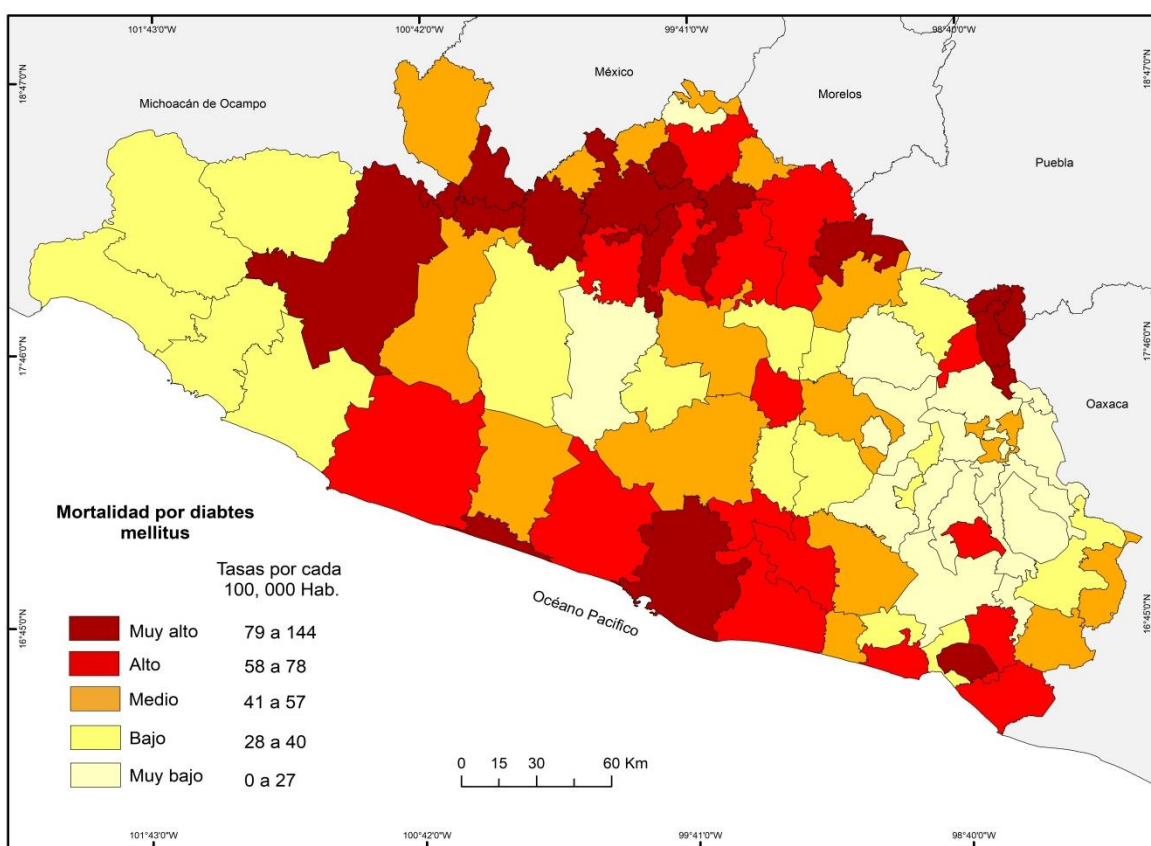 101°43'0"W
100°42'0"W
99°41'0"W
98°40'0"W
18°47'0"N
18°47'0"N
México
Michoacán de Ocampo
Morelos
Puebla
17°46'0"N
17°46'0"N
Oaxaca
Océano Pacífico
16°45'0"N
16°45'0"N
Mortalidad por diabtes
mellitus
Tasas por cada
100, 000 Hab.
Muy alto 79 a 144
Alto 58 a 78
Medio 41 a 57
Bajo 28 a 40
Muy bajo 0 a 27
0 15 30 60 Km
101°43'0"W
100°42'0"W
99°41'0"W
98°40'0"W